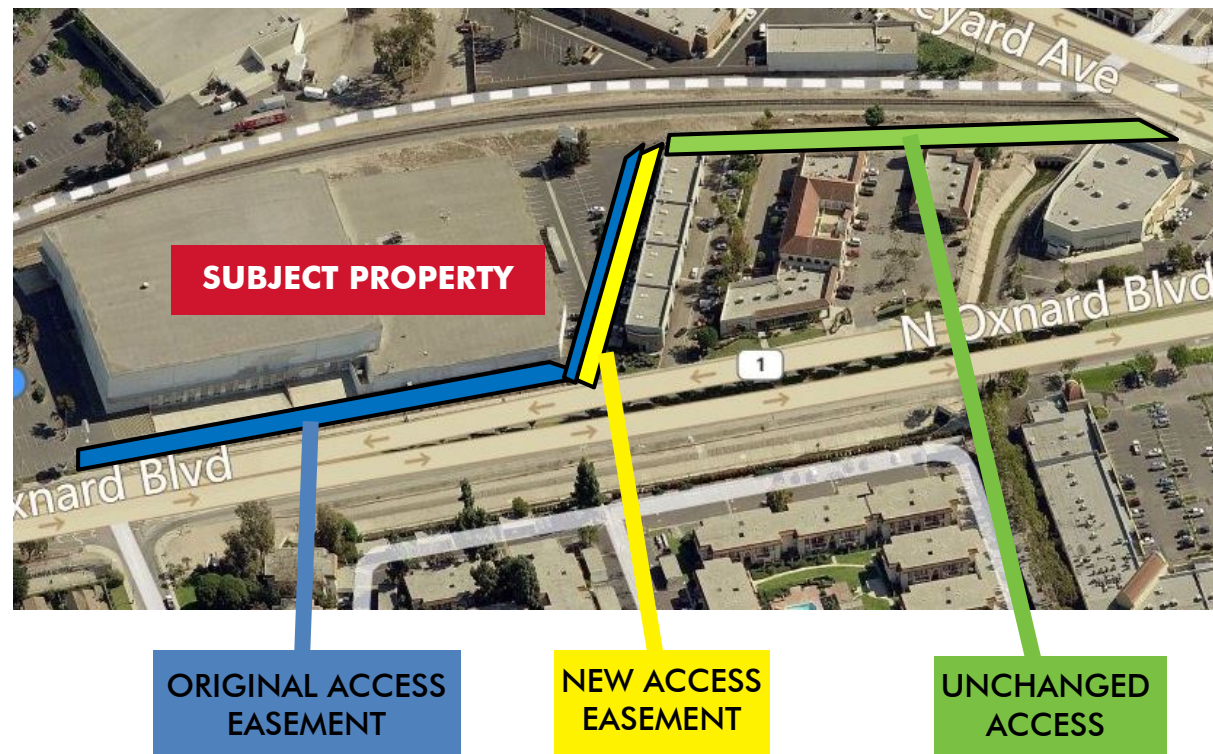 eyard Ave
SUBJECT PROPERTY
N Oxnard Blvd
1
xnard Blvd
ORIGINAL ACCESS
EASEMENT
NEW ACCESS
EASEMENT
UNCHANGED
ACCESS